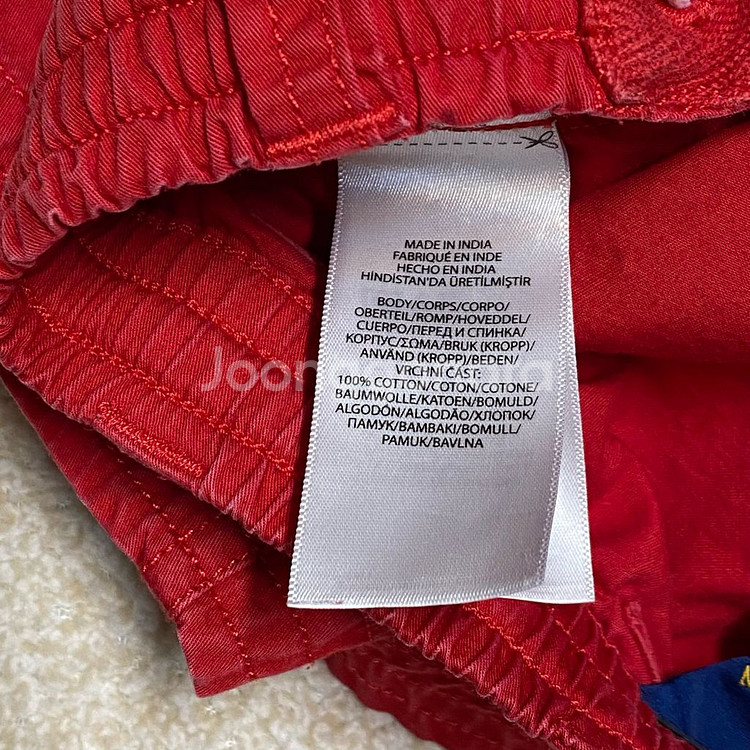 MADE IN INDIA
FABRIQUÉ EN INDE
HECHO EN INDIA
HİNDİSTAN'DA ÜRETİLMİŞTİR
BODY/CORPS/CORPO/
OBERTEIL/ROMP/HOVEDDEL/
CUERPO/ПЕРЕД И СПИНКА/
КОРПУС/ΣΩΜΑ/BRUK (KROPP)/
ANVÄND (KROPP)/BEDEN/
VRCHNÍ ČÁST:
100% COTTON/COTON/COTONE/
BAUMWOLLE/KATOEN/BOMULD/
ALGODÓN/ALGODÃO/ХЛОПОК/
ПАМУК/ΒΑΜΒΑΚΙ/BOMULL/
PAMUK/BAVLNA